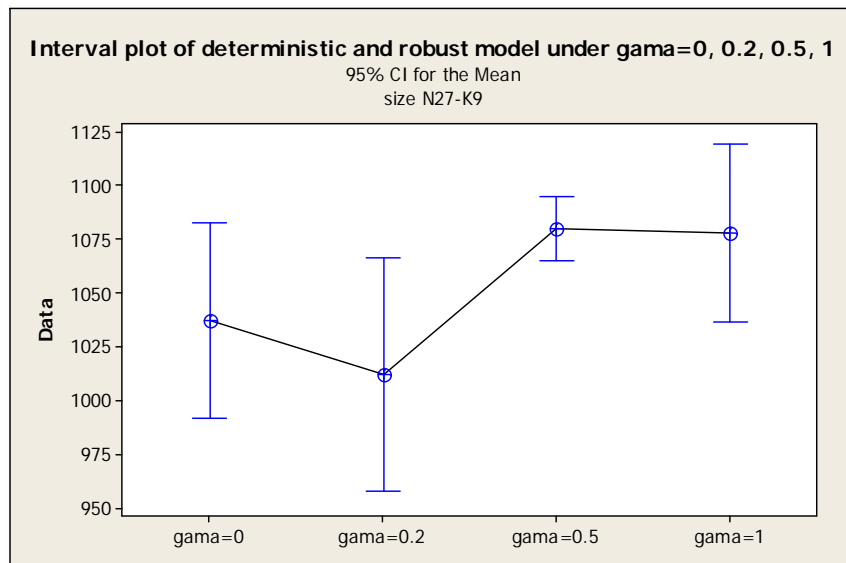 Interval plot of deterministic and robust model under gama=0, 0.2, 0.5, 1
95% CI for the Mean
size N27-K9
1125
1100
1075
1050
1025
1000
975
950
Data
gama=0 gama=0.2 gama=0.5 gama=1